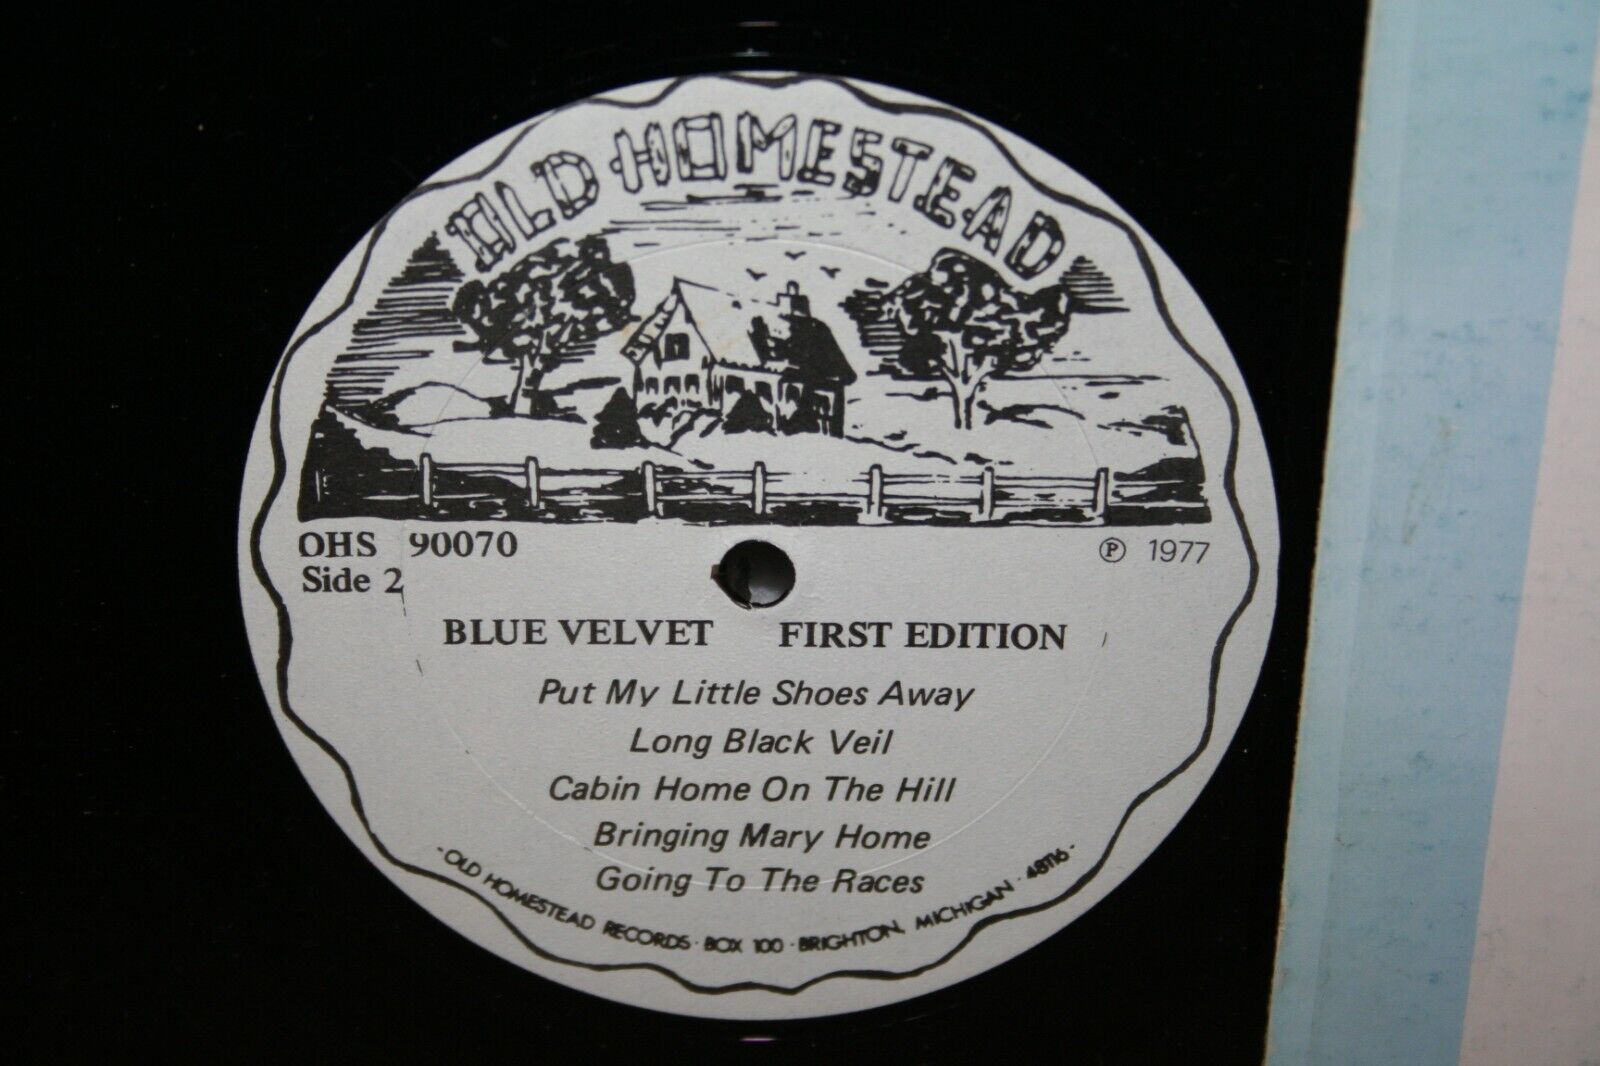 OLD HOMESTEAD
OHS 90070
℗ 1977
Side 2
BLUE VELVET FIRST EDITION
Put My Little Shoes Away
Long Black Veil
Cabin Home On The Hill
Bringing Mary Home
Going To The Races
- OLD HOMESTEAD RECORDS · BOX 100 · BRIGHTON, MICHIGAN · 48116 -